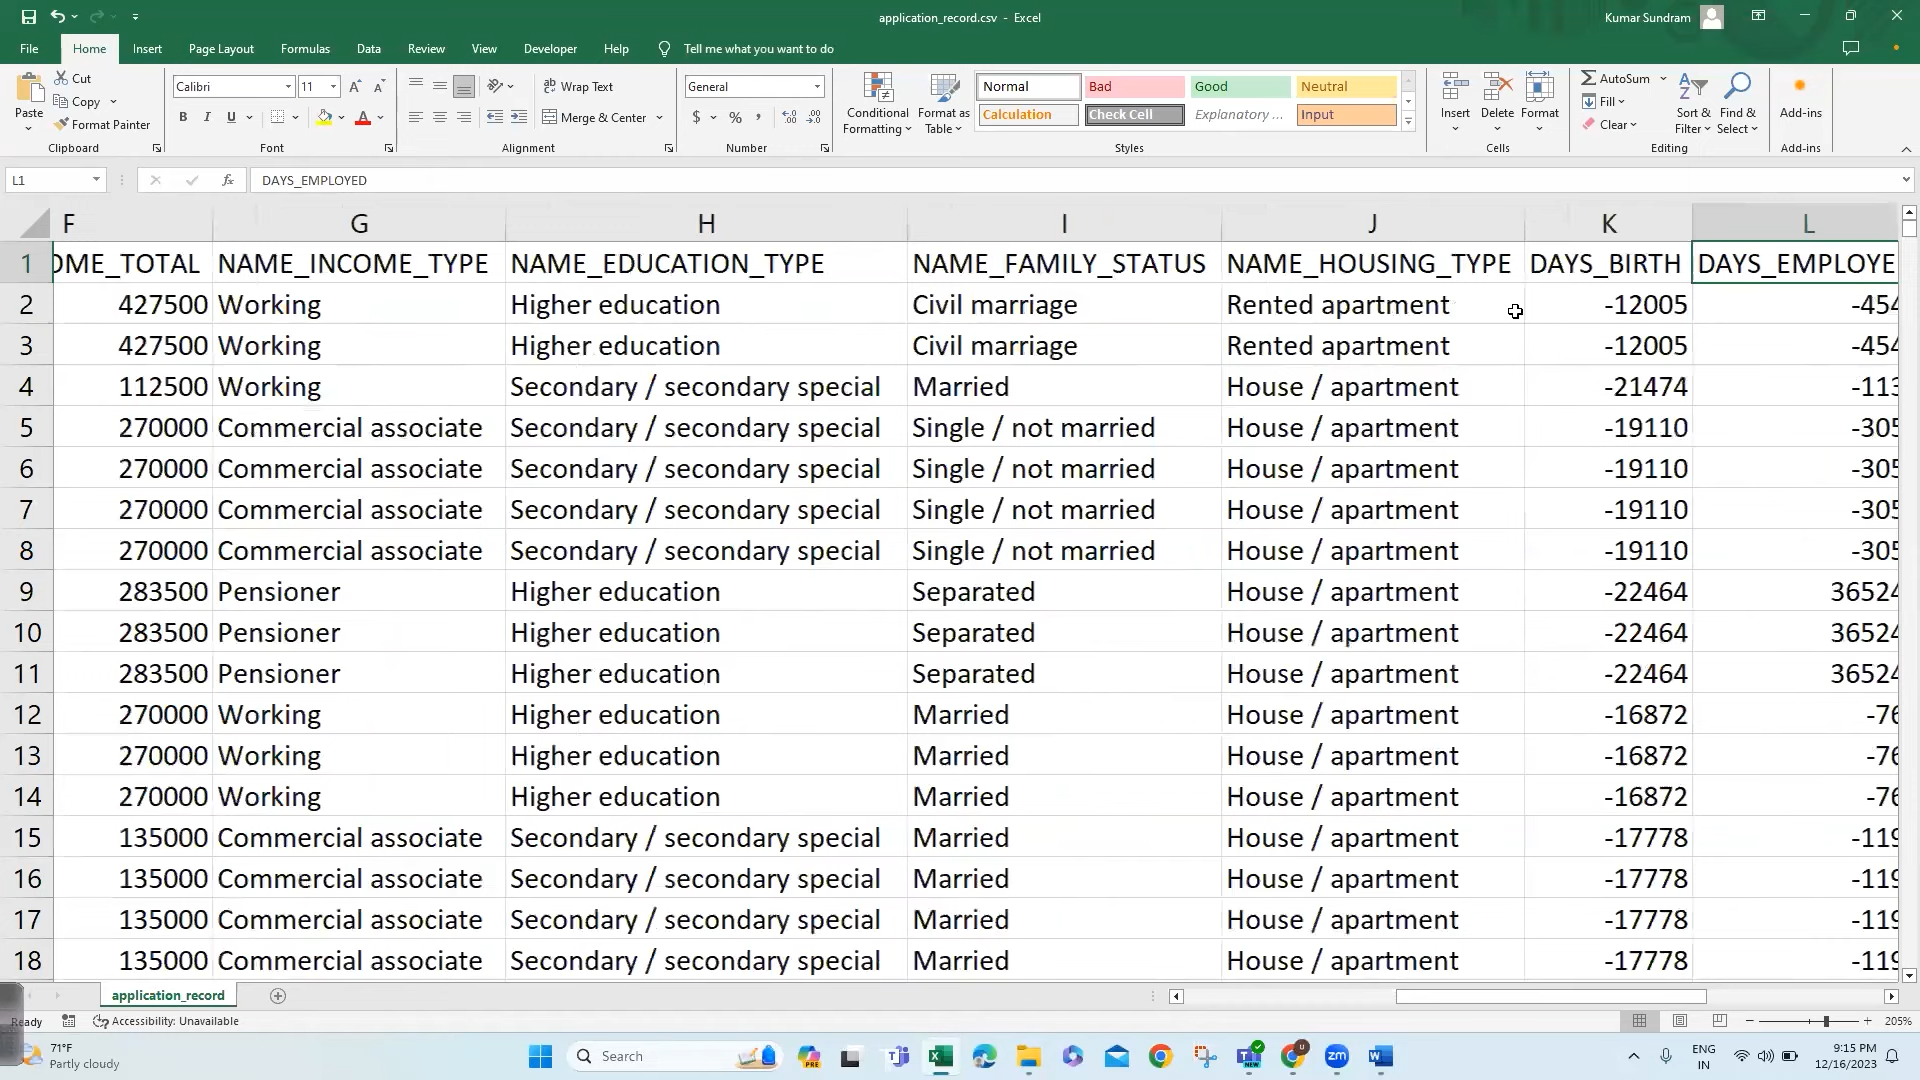 application_record.csv - Excel
Kumar Sundram
File Home Insert Page Layout Formulas Data Review View Developer Help Tell me what you want to do
Paste
Cut
Copy
Format Painter
Clipboard
Calibri 11
B I U
Font
Wrap Text
Merge & Center
Alignment
General
$ % ,
Number
Conditional Formatting
Format as Table
Normal Bad Good Neutral
Calculation Check Cell Explanatory ... Input
Styles
Insert Delete Format
Cells
AutoSum
Fill
Clear
Sort & Filter
Find & Select
Editing
Add-ins
Add-ins
L1 fx DAYS_EMPLOYED
F G H I J K L
1 OME_TOTAL NAME_INCOME_TYPE NAME_EDUCATION_TYPE NAME_FAMILY_STATUS NAME_HOUSING_TYPE DAYS_BIRTH DAYS_EMPLOYE
2 427500 Working Higher education Civil marriage Rented apartment -12005 -454
3 427500 Working Higher education Civil marriage Rented apartment -12005 -454
4 112500 Working Secondary / secondary special Married House / apartment -21474 -113
5 270000 Commercial associate Secondary / secondary special Single / not married House / apartment -19110 -305
6 270000 Commercial associate Secondary / secondary special Single / not married House / apartment -19110 -305
7 270000 Commercial associate Secondary / secondary special Single / not married House / apartment -19110 -305
8 270000 Commercial associate Secondary / secondary special Single / not married House / apartment -19110 -305
9 283500 Pensioner Higher education Separated House / apartment -22464 36524
10 283500 Pensioner Higher education Separated House / apartment -22464 36524
11 283500 Pensioner Higher education Separated House / apartment -22464 36524
12 270000 Working Higher education Married House / apartment -16872 -76
13 270000 Working Higher education Married House / apartment -16872 -76
14 270000 Working Higher education Married House / apartment -16872 -76
15 135000 Commercial associate Secondary / secondary special Married House / apartment -17778 -119
16 135000 Commercial associate Secondary / secondary special Married House / apartment -17778 -119
17 135000 Commercial associate Secondary / secondary special Married House / apartment -17778 -119
18 135000 Commercial associate Secondary / secondary special Married House / apartment -17778 -119
application_record
Ready Accessibility: Unavailable 205%
71°F
Partly cloudy
Search
ENG
IN
9:15 PM
12/16/2023